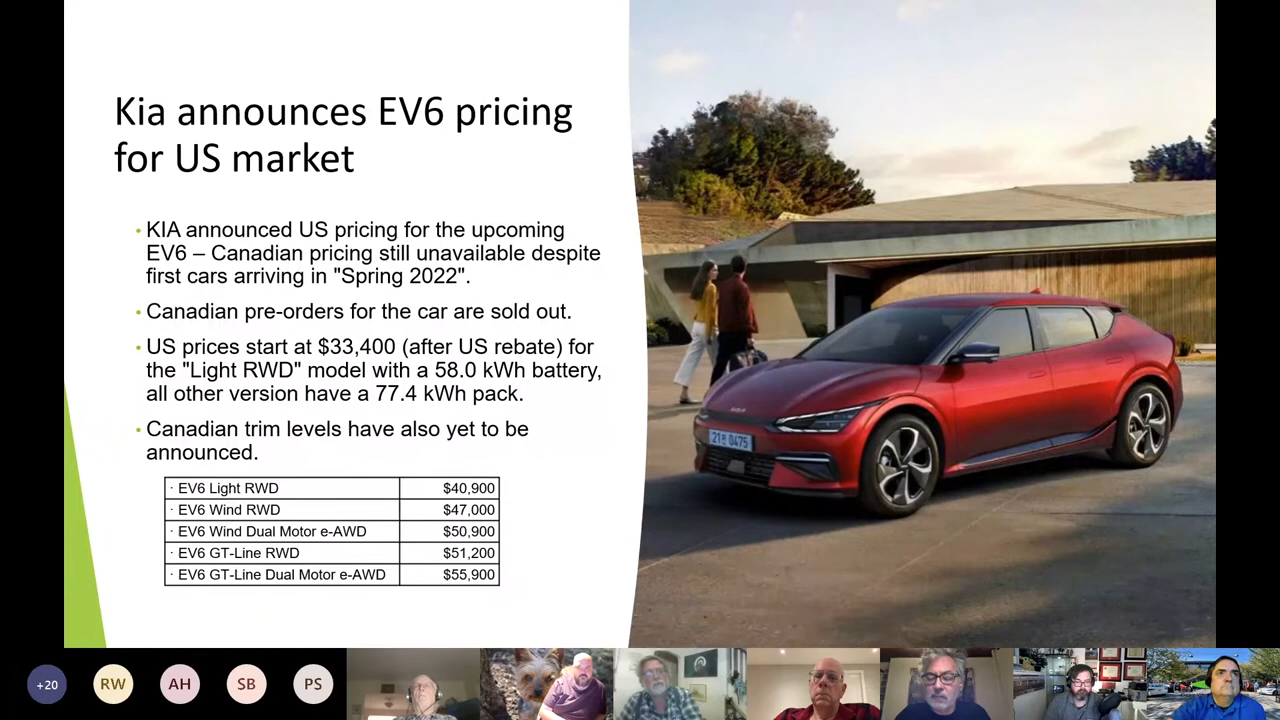 Kia announces EV6 pricing
for US market
• KIA announced US pricing for the upcoming
EV6 – Canadian pricing still unavailable despite
first cars arriving in "Spring 2022".
• Canadian pre-orders for the car are sold out.
• US prices start at $33,400 (after US rebate) for
the "Light RWD" model with a 58.0 kWh battery,
all other version have a 77.4 kWh pack.
• Canadian trim levels have also yet to be
announced.
· EV6 Light RWD $40,900
· EV6 Wind RWD $47,000
· EV6 Wind Dual Motor e-AWD $50,900
· EV6 GT-Line RWD $51,200
· EV6 GT-Line Dual Motor e-AWD $55,900
+20 RW AH SB PS